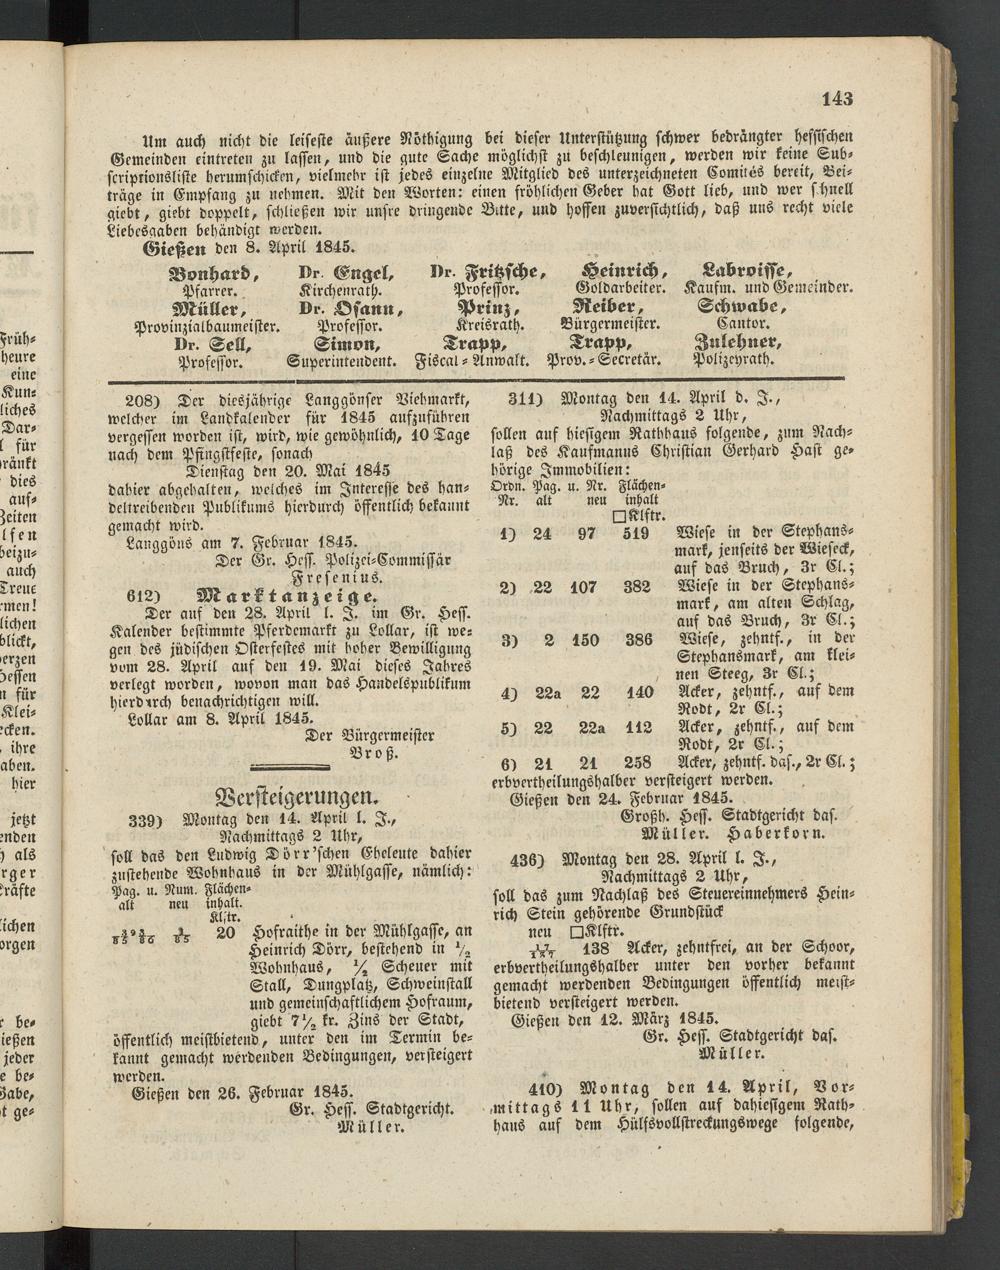 143
Um auch nicht die leiseste äußere Nöthigung bei dieser Unterstützung schwer bedrängter hessischen
Gemeinden eintreten zu lassen, und die gute Sache möglichst zu beschleunigen, werden wir keine Sub-
scriptionsliste herumschicken, vielmehr ist jedes einzelne Mitglied des unterzeichneten Comités bereit, Bei-
träge in Empfang zu nehmen. Mit den Worten: einen fröhlichen Geber hat Gott lieb, und wer schnell
giebt, giebt doppelt, schließen wir unsre dringende Bitte, und hoffen zuversichtlich, daß uns recht viele
Liebesgaben behändigt werden.
Gießen den 8. April 1845.
Bonhard, Dr. Engel, Dr. Fritzsche, Heinrich, Labroisse,
Pfarrer. Kirchenrath. Professor. Goldarbeiter. Kaufm. und Gemeinder.
Müller, Dr. Osann, Prinz, Reiber, Schwabe,
Provinzialbaumeister. Professor. Kreisrath. Bürgermeister. Cantor.
Dr. Sell, Simon, Trapp, Trapp, Zulehner,
Professor. Superintendent. Fiscal-Anwalt. Prov.-Secretär. Polizeyrath.
208) Der diesjährige Langgönser Viehmarkt,
welcher im Landkalender für 1845 aufzuführen
vergessen worden ist, wird, wie gewöhnlich, 10 Tage
nach dem Pfingstfeste, sonach
Dienstag den 20. Mai 1845
dahier abgehalten, welches im Interesse des han-
deltreibenden Publikums hierdurch öffentlich bekannt
gemacht wird.
Langgöns am 7. Februar 1845.
Der Gr. Hess. Polizei-Commissär
Fresenius.
612) Marktanzeige.
Der auf den 28. April l. J. im Gr. Hess.
Kalender bestimmte Pferdemarkt zu Lollar, ist we-
gen des jüdischen Osterfestes mit hoher Bewilligung
vom 28. April auf den 19. Mai dieses Jahres
verlegt worden, wovon man das Handelspublikum
hierdurch benachrichtigen will.
Lollar am 8. April 1845.
Der Bürgermeister
Broß.
Versteigerungen.
339) Montag den 14. April l. J.,
Nachmittags 2 Uhr,
soll das den Ludwig Dörr'schen Eheleute dahier
zustehende Wohnhaus in der Mühlgasse, nämlich:
Pag. u. Num. Flächen-
alt neu inhalt.
Klftr.
20 Hofraithe in der Mühlgasse, an
Heinrich Dörr, bestehend in ½
Wohnhaus, ½ Scheuer mit
Stall, Dungplatz, Schweinstall
und gemeinschaftlichem Hofraum,
giebt 7½ kr. Zins der Stadt,
öffentlich meistbietend, unter den im Termin be-
kannt gemacht werdenden Bedingungen, versteigert
werden.
Gießen den 26. Februar 1845.
Gr. Hess. Stadtgericht.
Müller.
311) Montag den 14. April d. J.,
Nachmittags 2 Uhr,
sollen auf hiesigem Rathhaus folgende, zum Nach-
laß des Kaufmanns Christian Gerhard Hast ge-
hörige Immobilien:
Ordn. Pag. u. Nr. Flächen-
Nr. alt neu inhalt
□Klftr.
1) 24 97 519 Wiese in der Stephans-
mark, jenseits der Wieseck,
auf das Bruch, 3r Cl.;
2) 22 107 382 Wiese in der Stephans-
mark, am alten Schlag,
auf das Bruch, 3r Cl.;
3) 2 150 386 Wiese, zehntf., in der
Stephansmark, am klei-
nen Steeg, 3r Cl.;
4) 22a 22 140 Acker, zehntf., auf dem
Rodt, 2r Cl.;
5) 22 22a 112 Acker, zehntf., auf dem
Rodt, 2r Cl.;
6) 21 21 258 Acker, zehntf. das., 2r Cl.;
erbvertheilungshalber versteigert werden.
Gießen den 24. Februar 1845.
Großh. Hess. Stadtgericht das.
Müller. Haberkorn.
436) Montag den 28. April l. J.,
Nachmittags 2 Uhr,
soll das zum Nachlaß des Steuereinnehmers Hein-
rich Stein gehörende Grundstück
neu □Klftr.
138 Acker, zehntfrei, an der Schoor,
erbvertheilungshalber unter den vorher bekannt
gemacht werdenden Bedingungen öffentlich meist-
bietend versteigert werden.
Gießen den 12. März 1845.
Gr. Hess. Stadtgericht das.
Müller.
410) Montag den 14. April, Vor-
mittags 11 Uhr, sollen auf dahiesigem Rath-
haus auf dem Hülfsvollstreckungswege folgende,